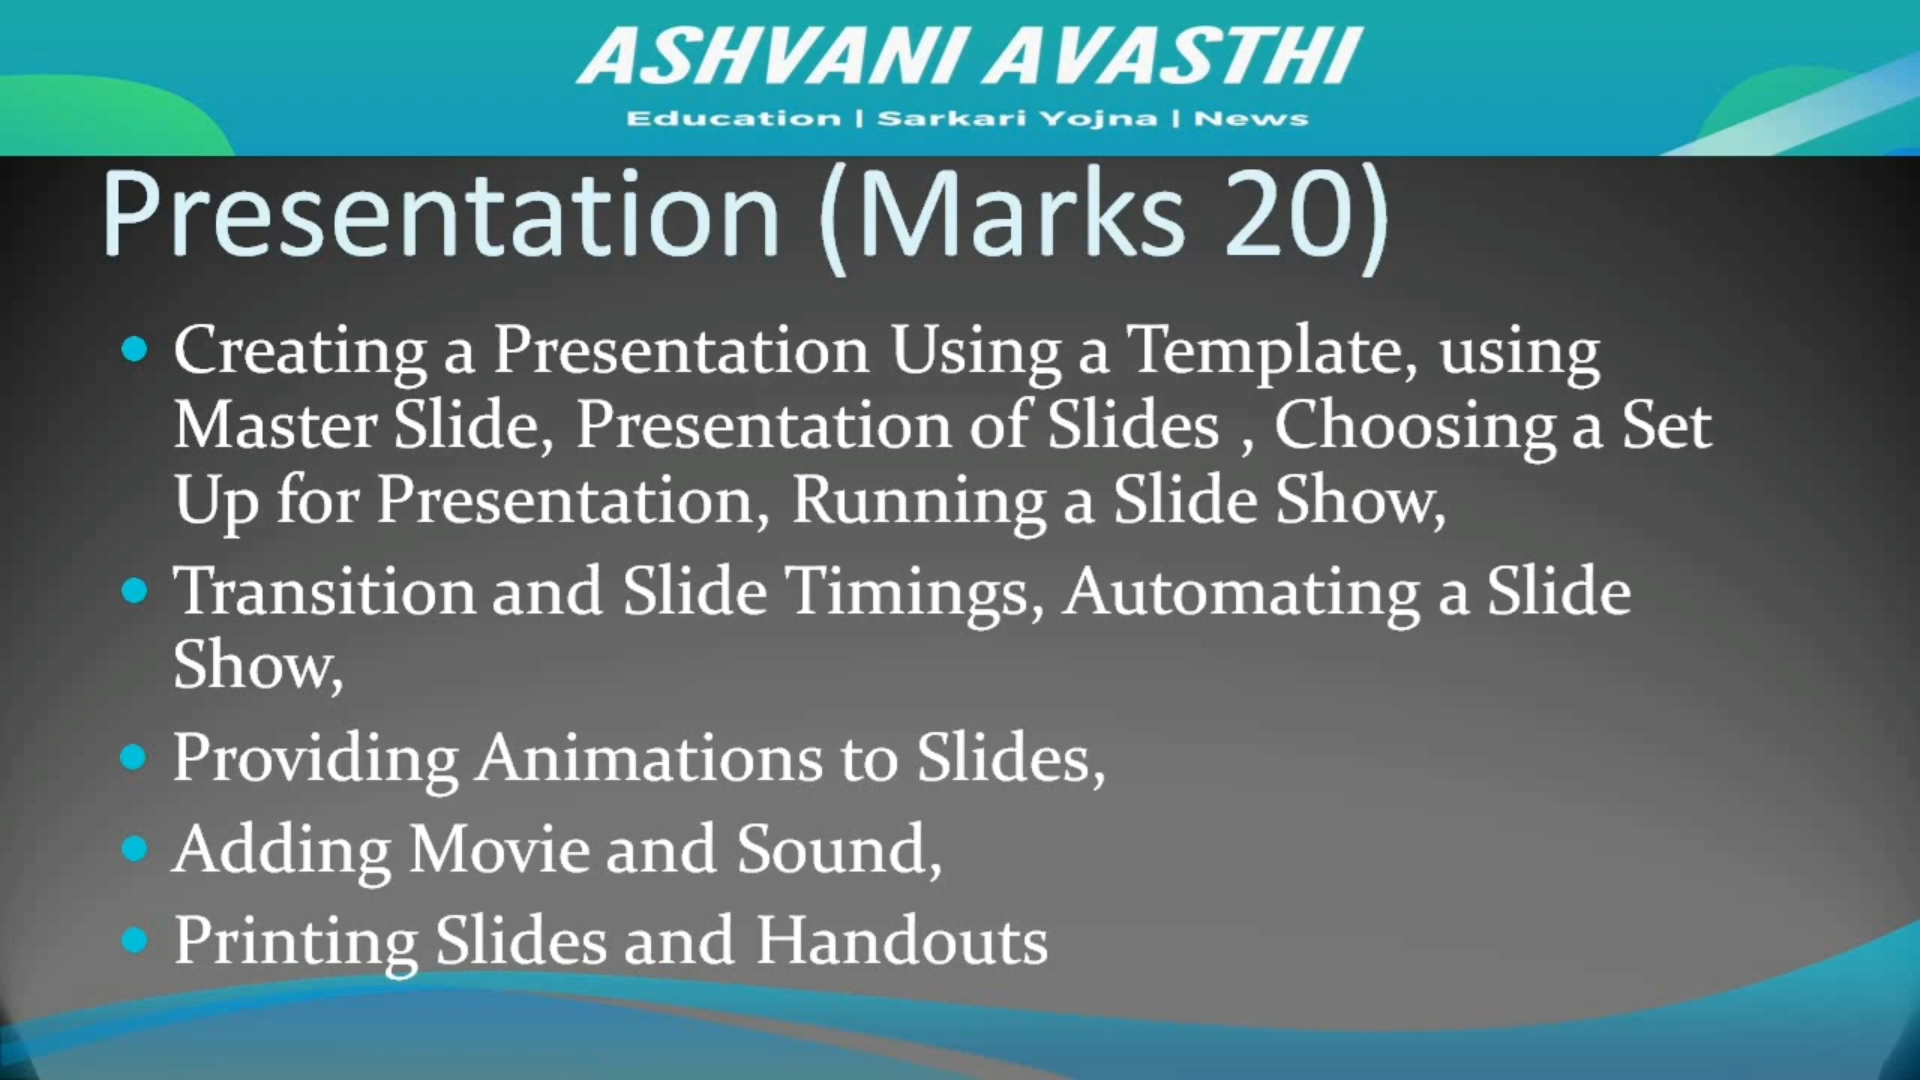 ASHVANI AVASTHI
Education | Sarkari Yojna | News
Presentation (Marks 20)
• Creating a Presentation Using a Template, using
Master Slide, Presentation of Slides , Choosing a Set
Up for Presentation, Running a Slide Show,
• Transition and Slide Timings, Automating a Slide
Show,
• Providing Animations to Slides,
• Adding Movie and Sound,
• Printing Slides and Handouts